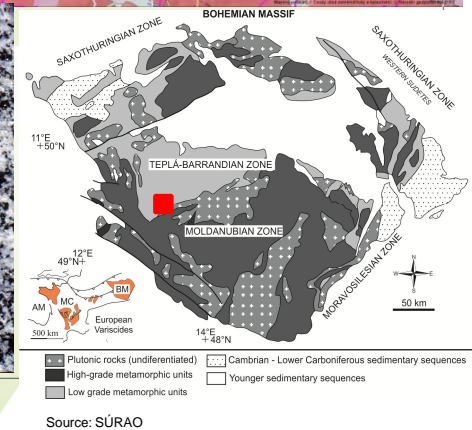 BOHEMIAN MASSIF
SAXOTHURINGIAN ZONE
SAXOTHURINGIAN ZONE
WESTERN SUDETES
11°E
+50°N
TEPLÁ-BARRANDIAN ZONE
MOLDANUBIAN ZONE
MORAVOSILESIAN ZONE
12°E
49°N+
N
W
E
S
50 km
AM
MC
BM
European
Variscides
500 km
14°E
+48°N
Plutonic rocks (undifferentiated)
Cambrian - Lower Carboniferous sedimentary sequences
High-grade metamorphic units
Younger sedimentary sequences
Low grade metamorphic units
Source: SÚRAO